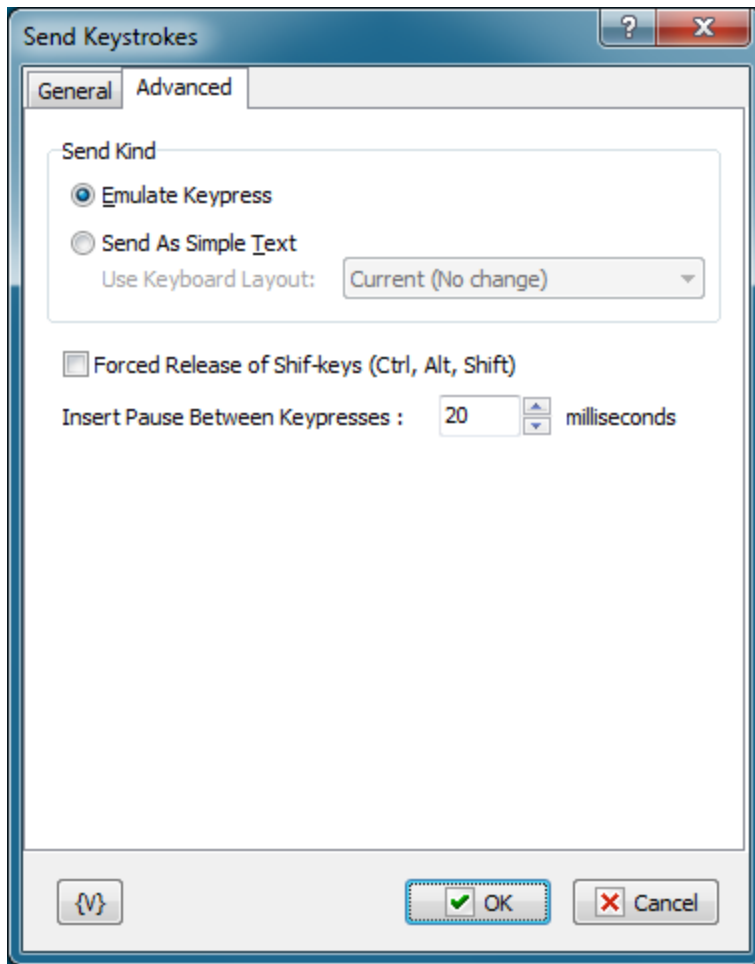 Send Keystrokes
?
General Advanced
Send Kind
Emulate Keypress
Send As Simple Text
Use Keyboard Layout: Current (No change)
Forced Release of Shif-keys (Ctrl, Alt, Shift)
Insert Pause Between Keypresses : 20 milliseconds
{V} OK Cancel